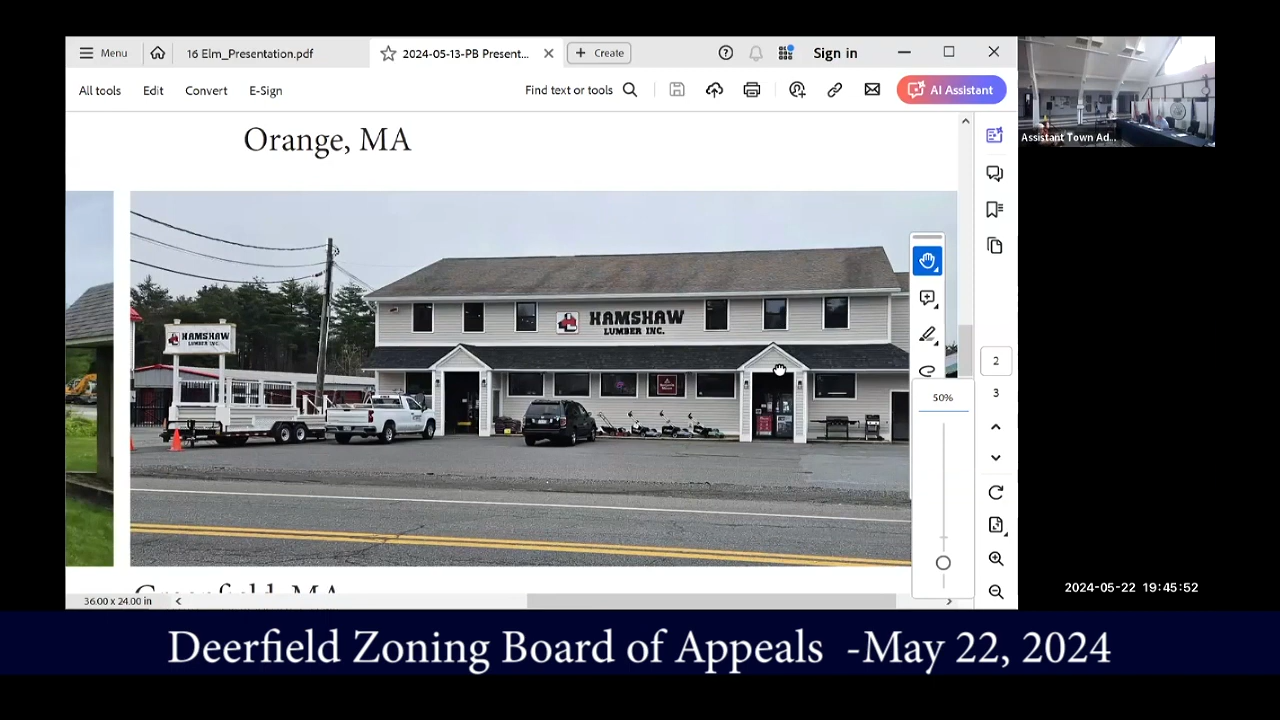 Menu
16 Elm_Presentation.pdf
2024-05-13-PB Present...
Create
Sign in
All tools
Edit
Convert
E-Sign
Find text or tools
AI Assistant
Assistant Town Ad...
Orange, MA
HAMSHAW
LUMBER INC.
HAMSHAW
LUMBER INC.
2
3
50%
Greenfield, MA
36.00 x 24.00 in
2024-05-22 19:45:52
Deerfield Zoning Board of Appeals -May 22, 2024